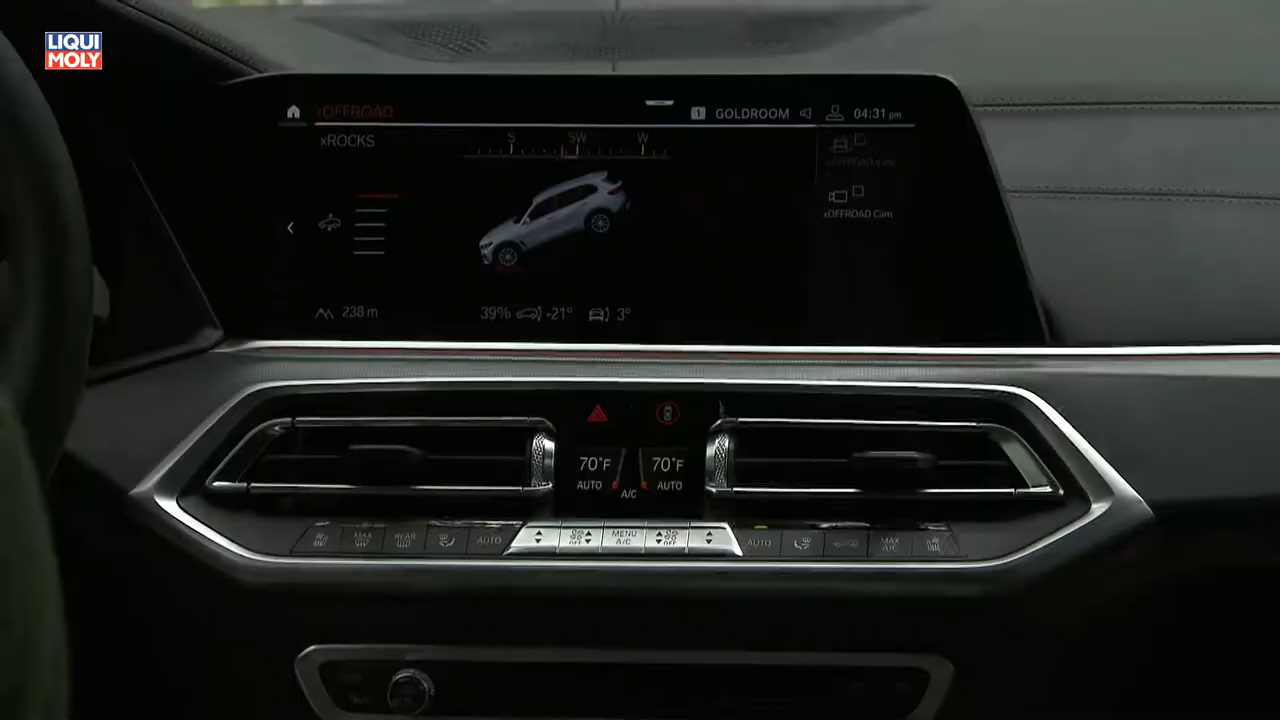 LIQUI
MOLY
xOFFROAD
1 GOLDROOM 04:31 pm
xROCKS
S SW W
xOFFROAD Cam
238 m
39% -21° 3°
70°F 70°F
AUTO A/C AUTO
MAX REAR AUTO OFF MENU A/C OFF AUTO MAX A/C